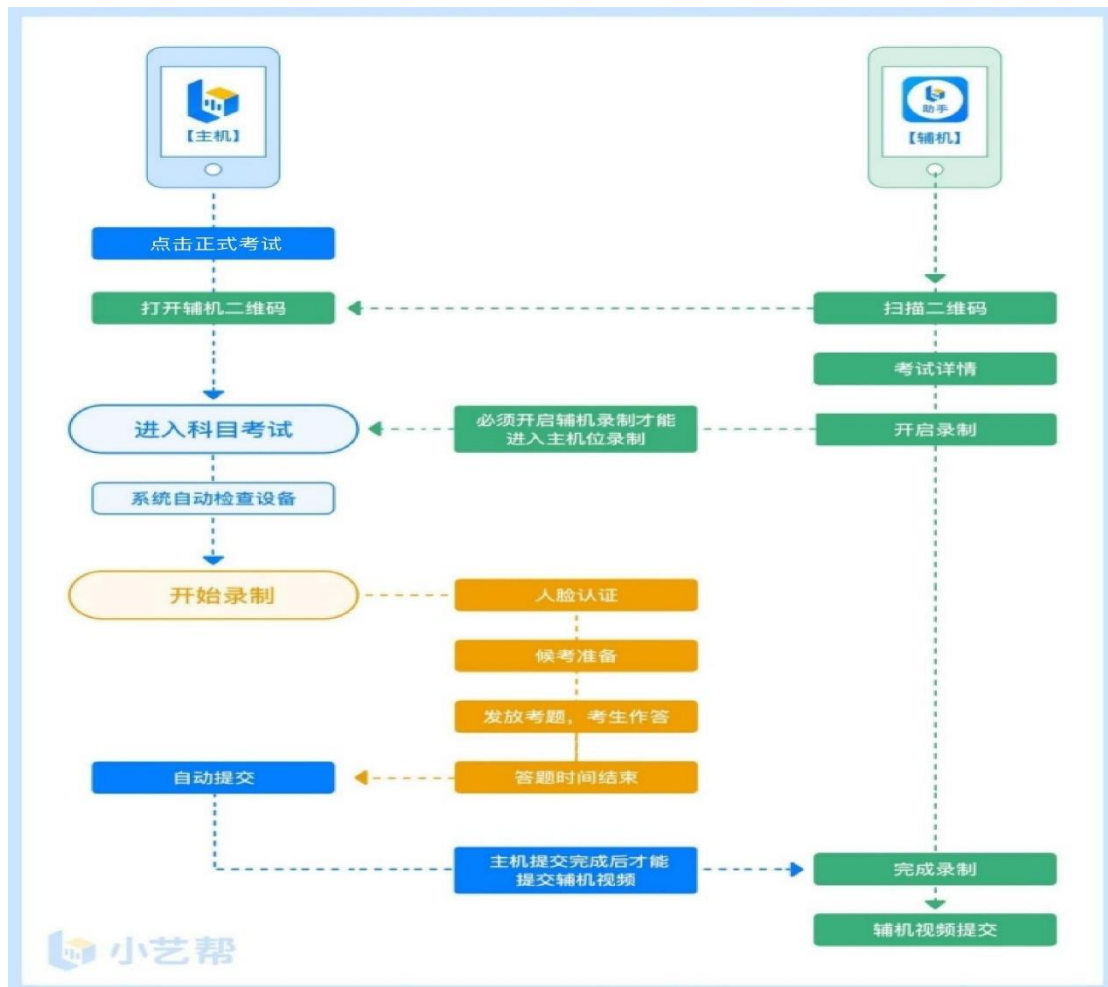 助手
【主机】
【辅机】
点击正式考试
打开辅机二维码
扫描二维码
考试详情
进入科目考试
必须开启辅机录制才能
进入主机位录制
开启录制
系统自动检查设备
开始录制
人脸认证
候考准备
发放考题，考生作答
自动提交
答题时间结束
主机提交完成后才能
提交辅机视频
完成录制
辅机视频提交
小艺帮